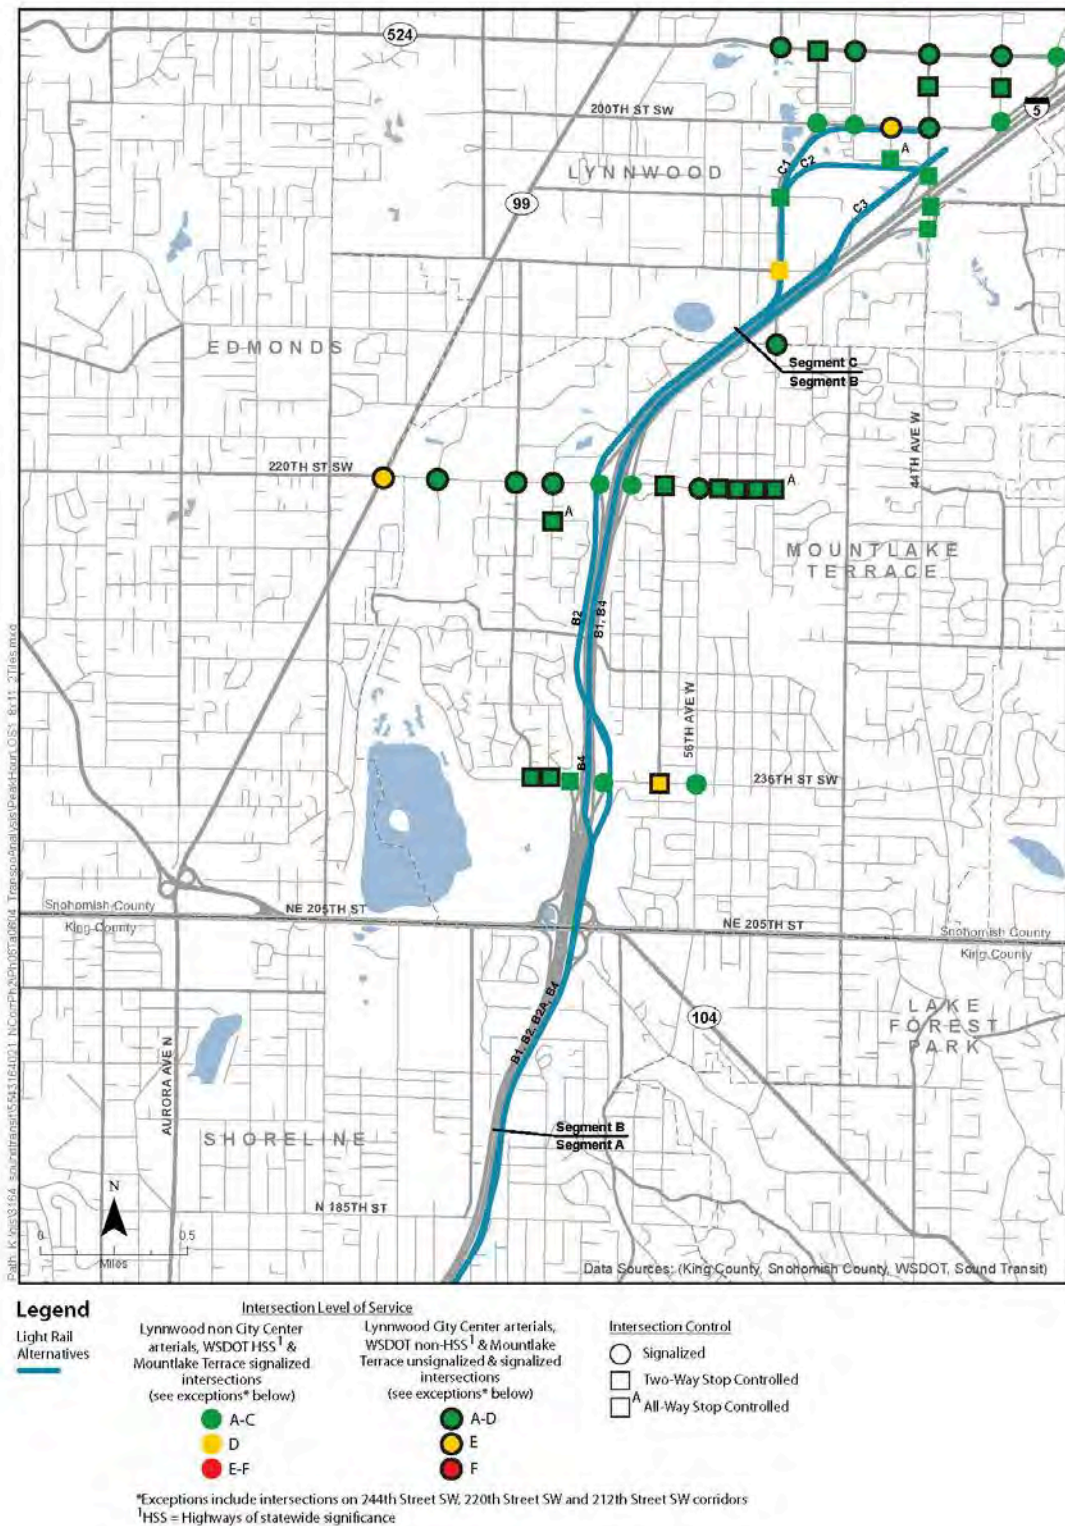 524
5
200TH ST SW
A
LYNNWOOD
C1
C2
C3
99
EDMONDS
Segment C
Segment B
44TH AVE W
220TH ST SW
A
A
MOUNTLAKE
TERRACE
B2
B1, B4
56TH AVE W
B4
236TH ST SW
Snohomish County
King County
NE 205TH ST
NE 205TH ST
Snohomish County
King County
B1, B2, B2A, B4
104
LAKE
FOREST
PARK
AURORA AVE N
SHORELINE
Segment B
Segment A
N
N 185TH ST
0
0.5
Miles
Data Sources: (King County, Snohomish County, WSDOT, Sound Transit)
Legend
Light Rail
Alternatives
Intersection Level of Service
Lynnwood non City Center
arterials, WSDOT HSS1 &
Mountlake Terrace signalized
intersections
(see exceptions* below)
A-C
D
E-F
Lynnwood City Center arterials,
WSDOT non-HSS1 & Mountlake
Terrace unsignalized & signalized
intersections
(see exceptions* below)
A-D
E
F
Intersection Control
Signalized
Two-Way Stop Controlled
A All-Way Stop Controlled
*Exceptions include intersections on 244th Street SW, 220th Street SW and 212th Street SW corridors
1HSS = Highways of statewide significance